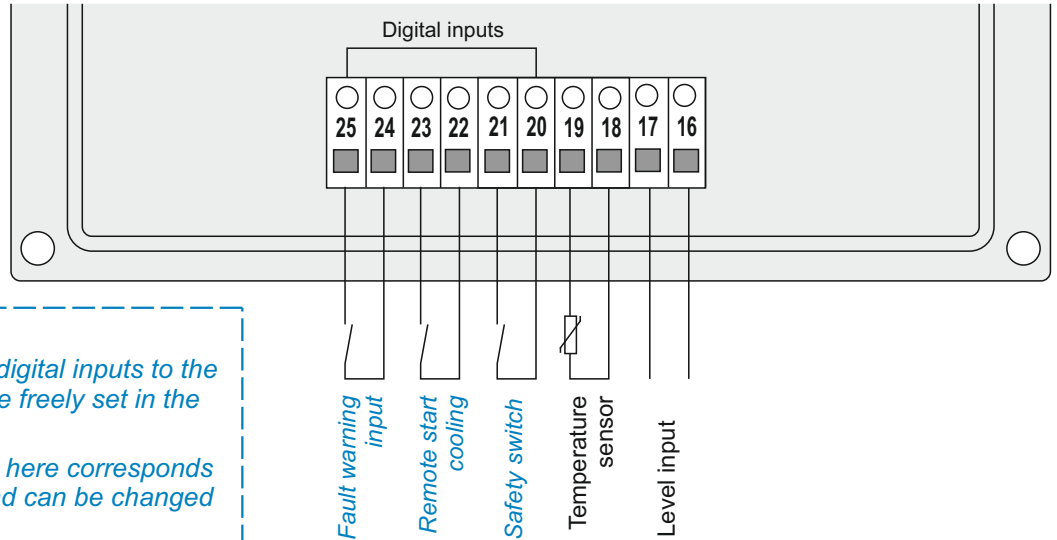 Digital inputs
25 24 23 22 21 20 19 18 17 16
digital inputs to the
e freely set in the
here corresponds
d can be changed
Fault warning
input
Remote start
cooling
Safety switch
Temperature
sensor
Level input